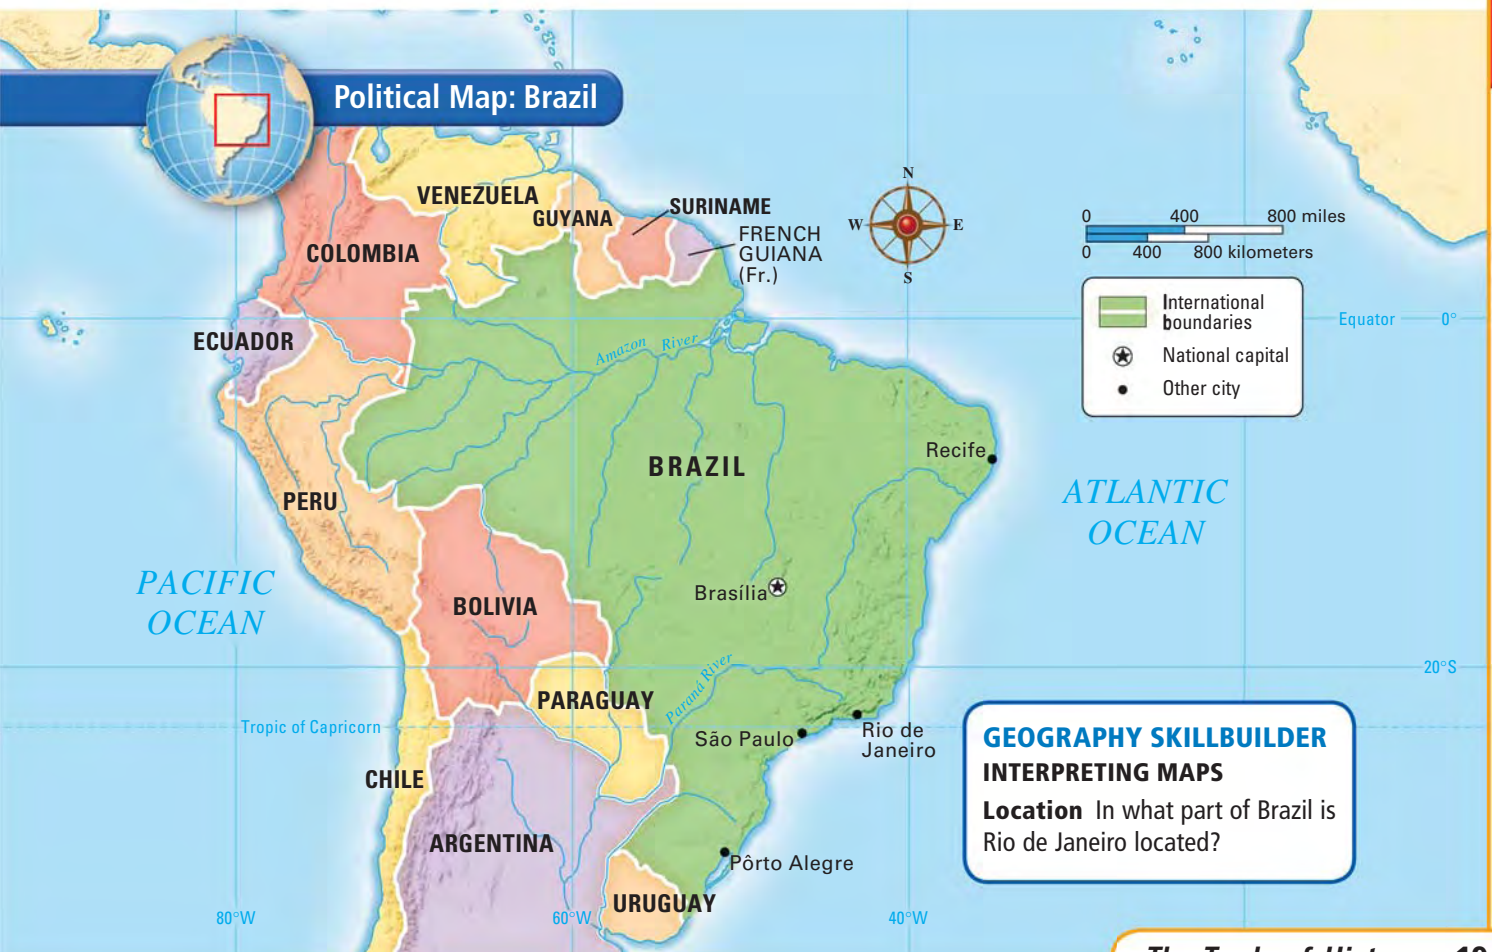 Political Map: Brazil
VENEZUELA
GUYANA
SURINAME
FRENCH
GUIANA
(Fr.)
COLOMBIA
ECUADOR
PERU
BRAZIL
BOLIVIA
PARAGUAY
CHILE
ARGENTINA
URUGUAY
Amazon River
Paraná River
Recife
Brasília
São Paulo
Rio de
Janeiro
Pôrto Alegre
PACIFIC
OCEAN
ATLANTIC
OCEAN
Tropic of Capricorn
Equator 0°
20°S
80°W
60°W
40°W
N
W E
S
0 400 800 miles
0 400 800 kilometers
International
boundaries
National capital
Other city
GEOGRAPHY SKILLBUILDER
INTERPRETING MAPS
Location In what part of Brazil is
Rio de Janeiro located?